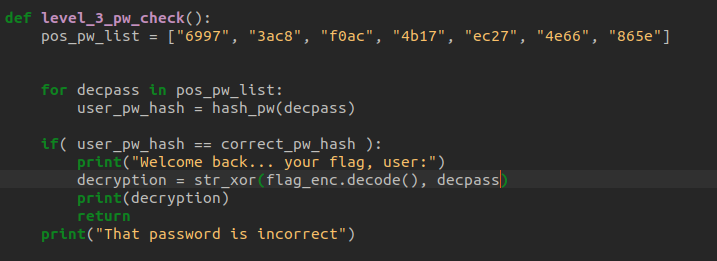 def level_3_pw_check():
    pos_pw_list = ["6997", "3ac8", "f0ac", "4b17", "ec27", "4e66", "865e"]
    for decpass in pos_pw_list:
        user_pw_hash = hash_pw(decpass)
    if( user_pw_hash == correct_pw_hash ):
        print("Welcome back... your flag, user:")
        decryption = str_xor(flag_enc.decode(), decpass)
        print(decryption)
        return
    print("That password is incorrect")